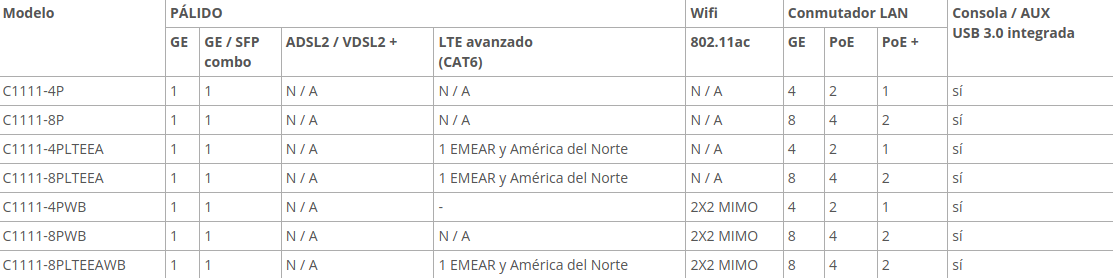 Modelo PÁLIDO Wifi Conmutador LAN Consola / AUX
USB 3.0 integrada
GE GE / SFP combo ADSL2 / VDSL2 + LTE avanzado (CAT6) 802.11ac GE PoE PoE +
C1111-4P 1 1 N / A N / A N / A 4 2 1 sí
C1111-8P 1 1 N / A N / A N / A 8 4 2 sí
C1111-4PLTEEA 1 1 N / A 1 EMEAR y América del Norte N / A 4 2 1 sí
C1111-8PLTEEA 1 1 N / A 1 EMEAR y América del Norte N / A 8 4 2 sí
C1111-4PWB 1 1 N / A - 2X2 MIMO 4 2 1 sí
C1111-8PWB 1 1 N / A N / A 2X2 MIMO 8 4 2 sí
C1111-8PLTEEAWB 1 1 N / A 1 EMEAR y América del Norte 2X2 MIMO 8 4 2 sí